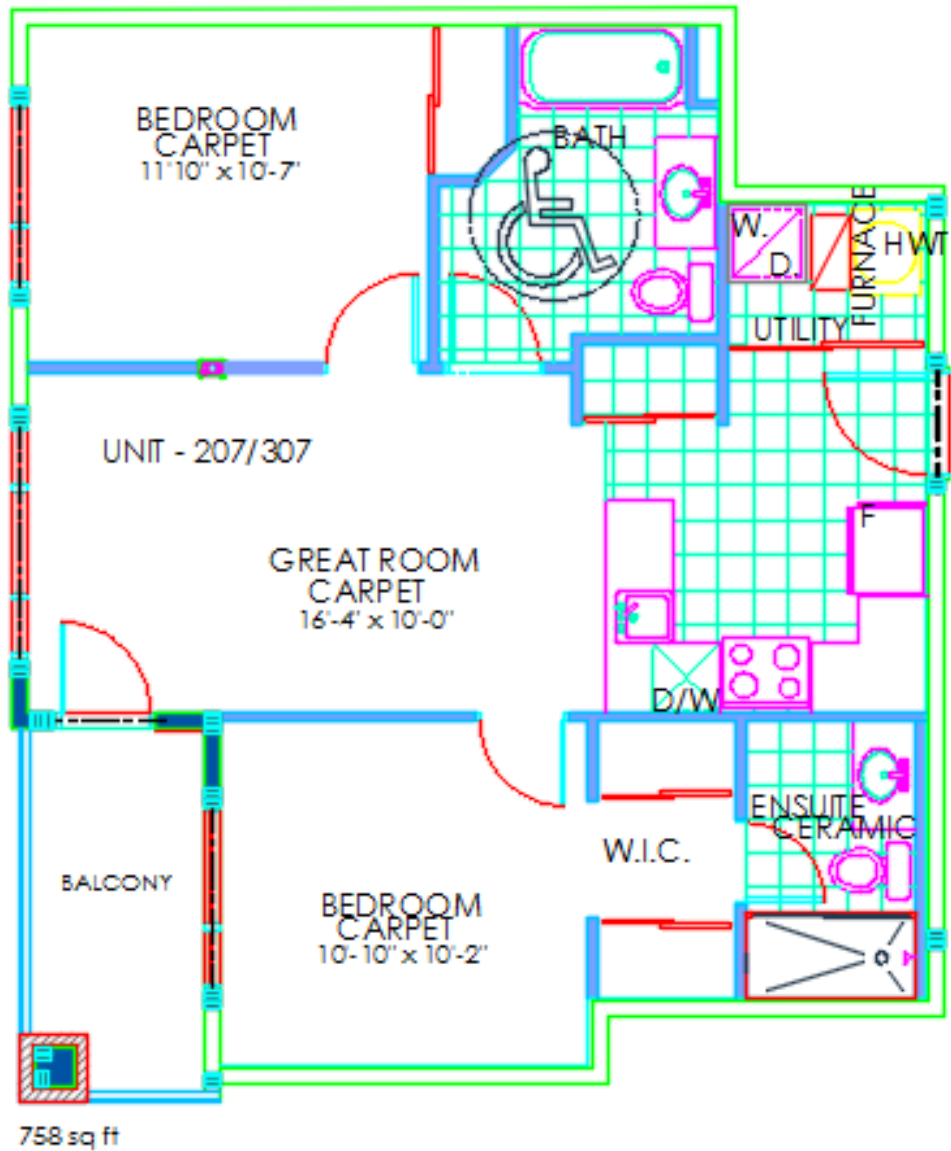 BEDROOM
CARPET
11'10" x 10'-7"
BATH
W.
D.
FURNACE
HWT
UTILITY
UNIT - 207/307
F
GREAT ROOM
CARPET
16'-4" x 10'-0"
D/W
ENSUITE
CERAMIC
W.I.C.
BALCONY
BEDROOM
CARPET
10'-10" x 10'-2"
758 sq ft